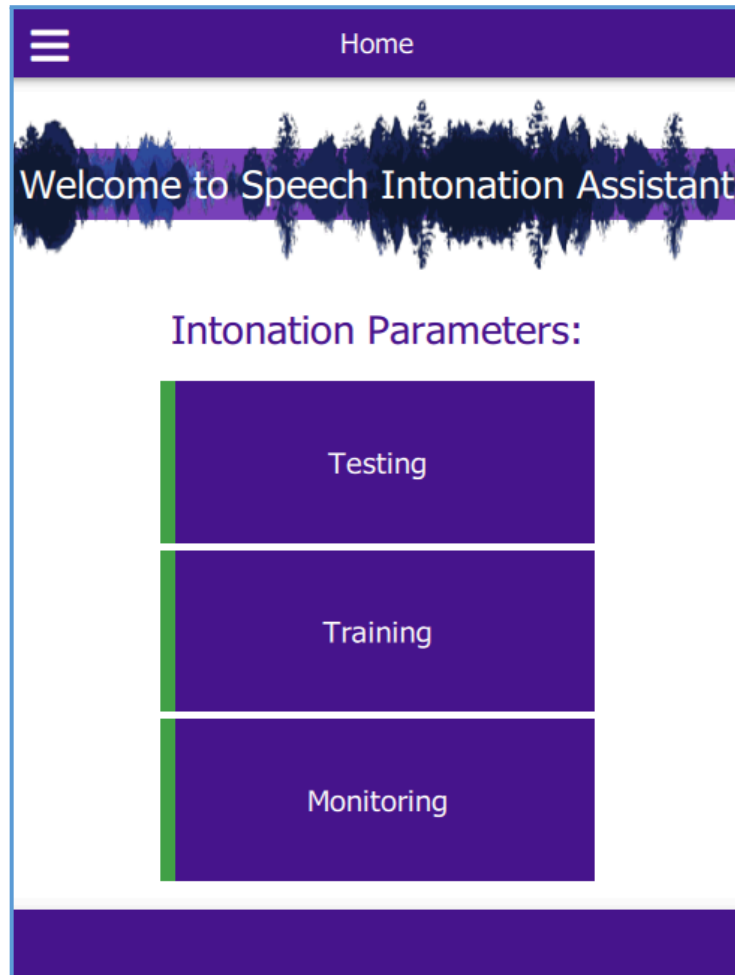 Home
Welcome to Speech Intonation Assistant
Intonation Parameters:
Testing
Training
Monitoring